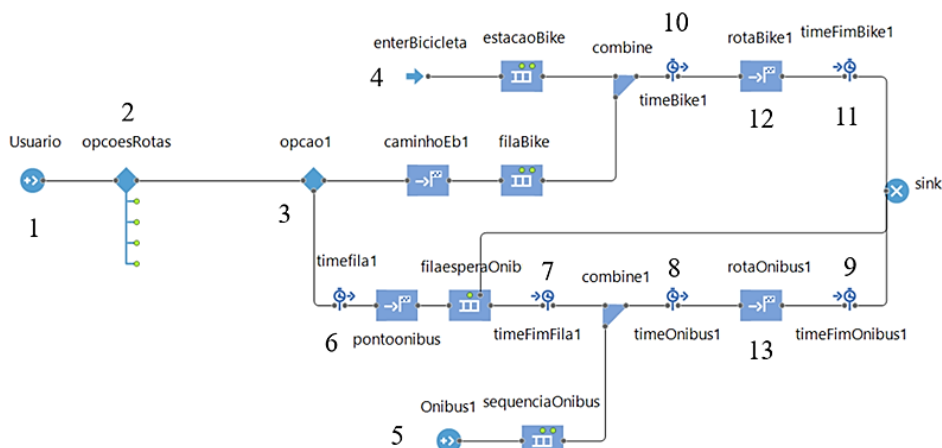 10
enterBicicleta estacaoBike combine rotaBike1 timeFimBike1
4 timeBike1 12 11
2
Usuario opcoesRotas opcao1 caminhoEb1 filaBike
sink
1 3
timefila1 filaesperaOnib 7 combine1 8 rotaOnibus1 9
6 pontoonibus timeFimFila1 timeOnibus1 13 timeFimOnibus1
Onibus1 sequenciaOnibus
5